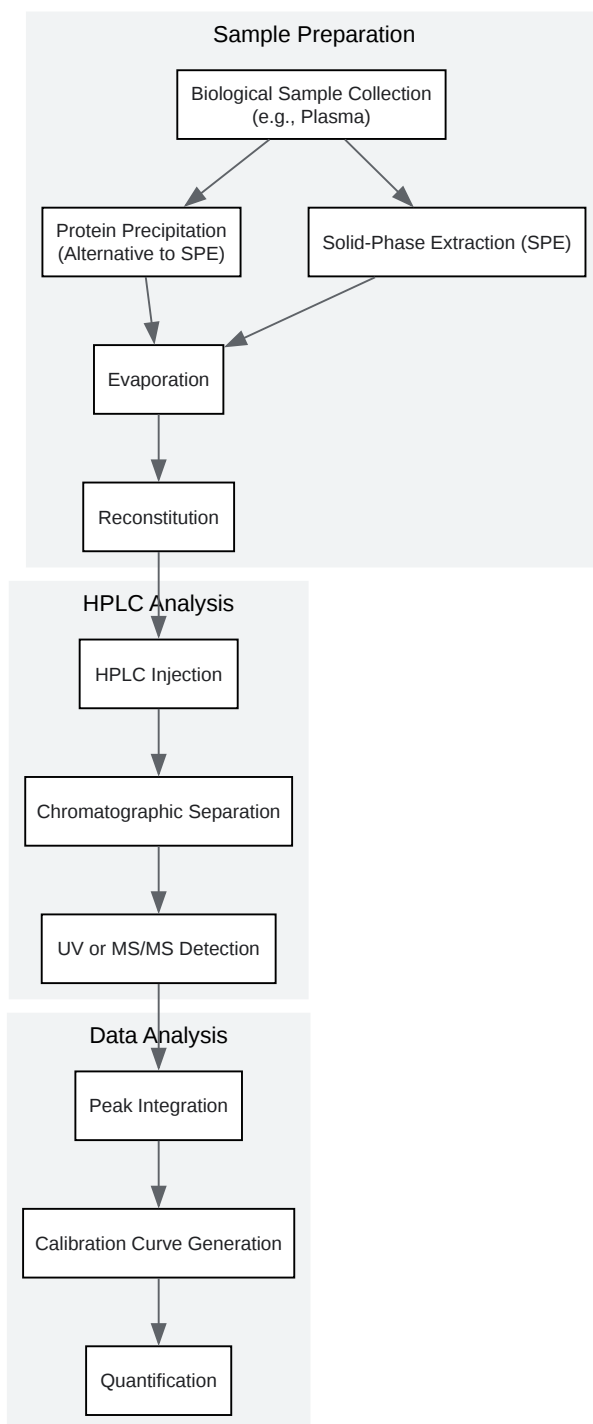 Sample Preparation
Biological Sample Collection
(e.g., Plasma)
Protein Precipitation
(Alternative to SPE)
Solid-Phase Extraction (SPE)
Evaporation
Reconstitution
HPLC Analysis
HPLC Injection
Chromatographic Separation
UV or MS/MS Detection
Data Analysis
Peak Integration
Calibration Curve Generation
Quantification